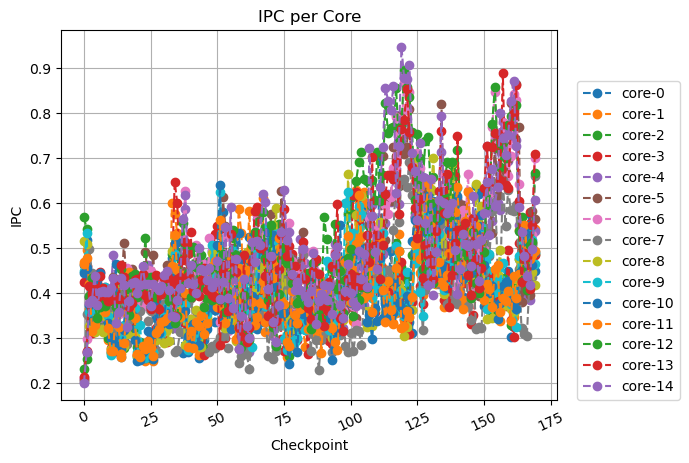 IPC per Core
IPC
0.9
0.8
0.7
0.6
0.5
0.4
0.3
0.2
0
25
50
75
100
125
150
175
Checkpoint
core-0
core-1
core-2
core-3
core-4
core-5
core-6
core-7
core-8
core-9
core-10
core-11
core-12
core-13
core-14